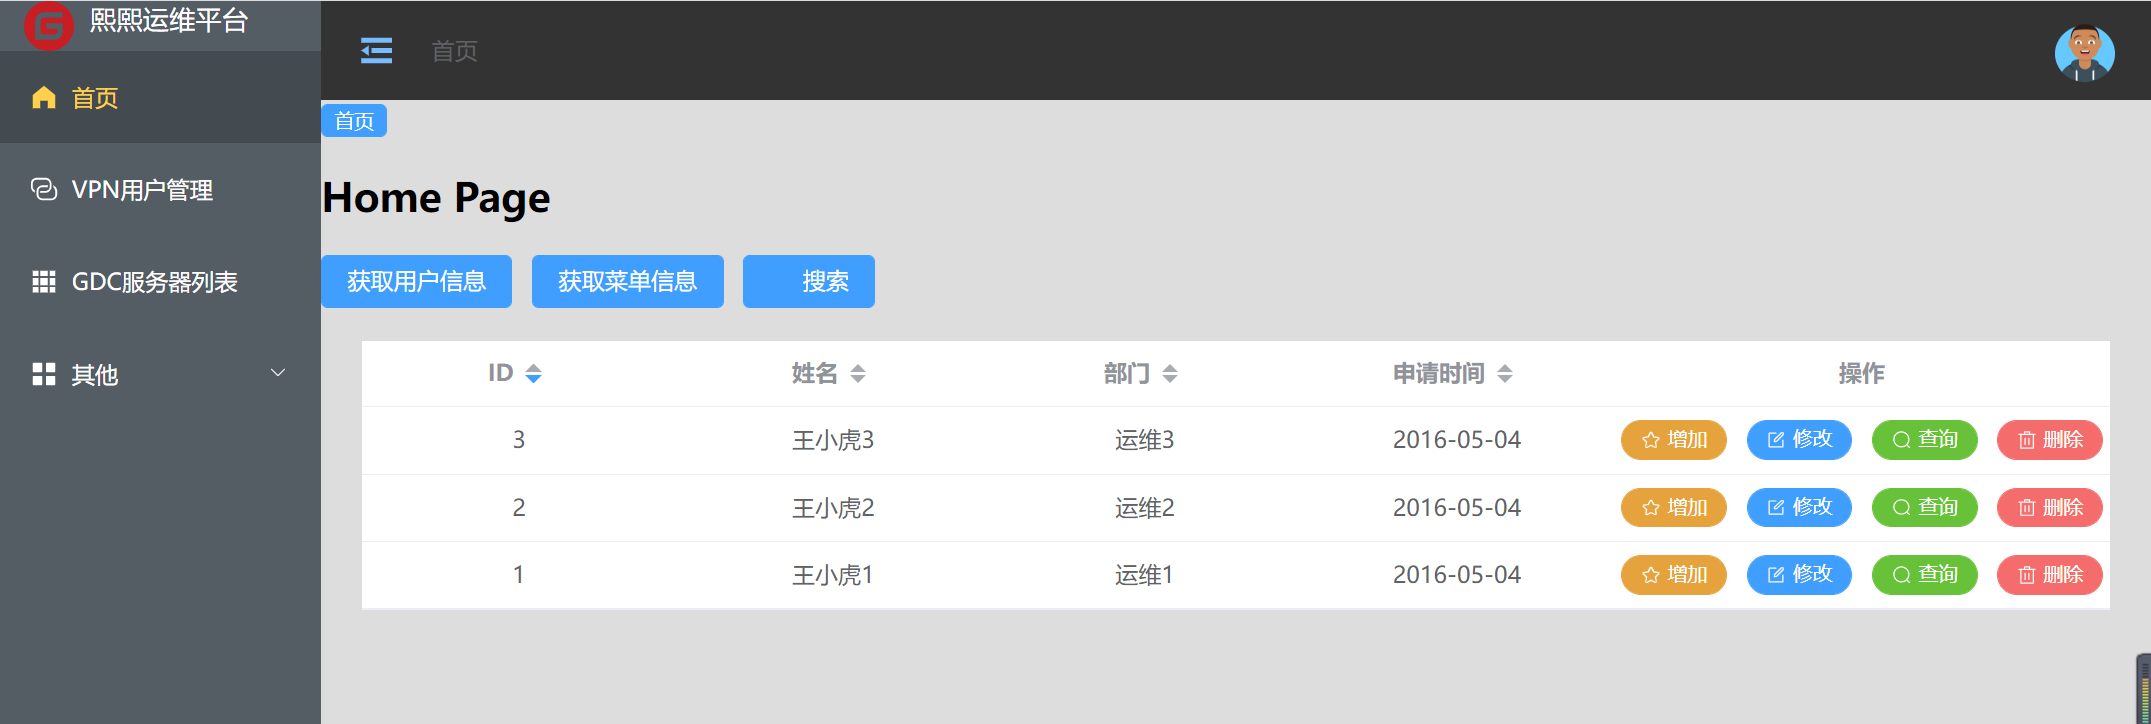 熙熙运维平台
首页
VPN用户管理
GDC服务器列表
其他
首页
首页
Home Page
获取用户信息 获取菜单信息 搜索
ID 姓名 部门 申请时间 操作
3 王小虎3 运维3 2016-05-04 增加 修改 查询 删除
2 王小虎2 运维2 2016-05-04 增加 修改 查询 删除
1 王小虎1 运维1 2016-05-04 增加 修改 查询 删除